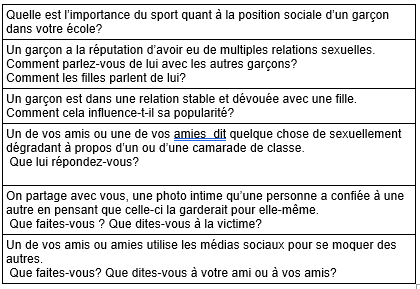 Quelle est l'importance du sport quant à la position sociale d'un garçon
dans votre école?
Un garçon a la réputation d'avoir eu de multiples relations sexuelles.
Comment parlez-vous de lui avec les autres garçons?
Comment les filles parlent de lui?
Un garçon est dans une relation stable et dévouée avec une fille.
Comment cela influence-t-il sa popularité?
Un de vos amis ou une de vos amies  dit quelque chose de sexuellement
dégradant à propos d'un ou d'une camarade de classe.
Que lui répondez-vous?
On partage avec vous, une photo intime qu'une personne a confiée à une
autre en pensant que celle-ci la garderait pour elle-même.
Que faites-vous ? Que dites-vous à la victime?
Un de vos amis ou amies utilise les médias sociaux pour se moquer des
autres.
Que faites-vous? Que dites-vous à votre ami ou à vos amis?